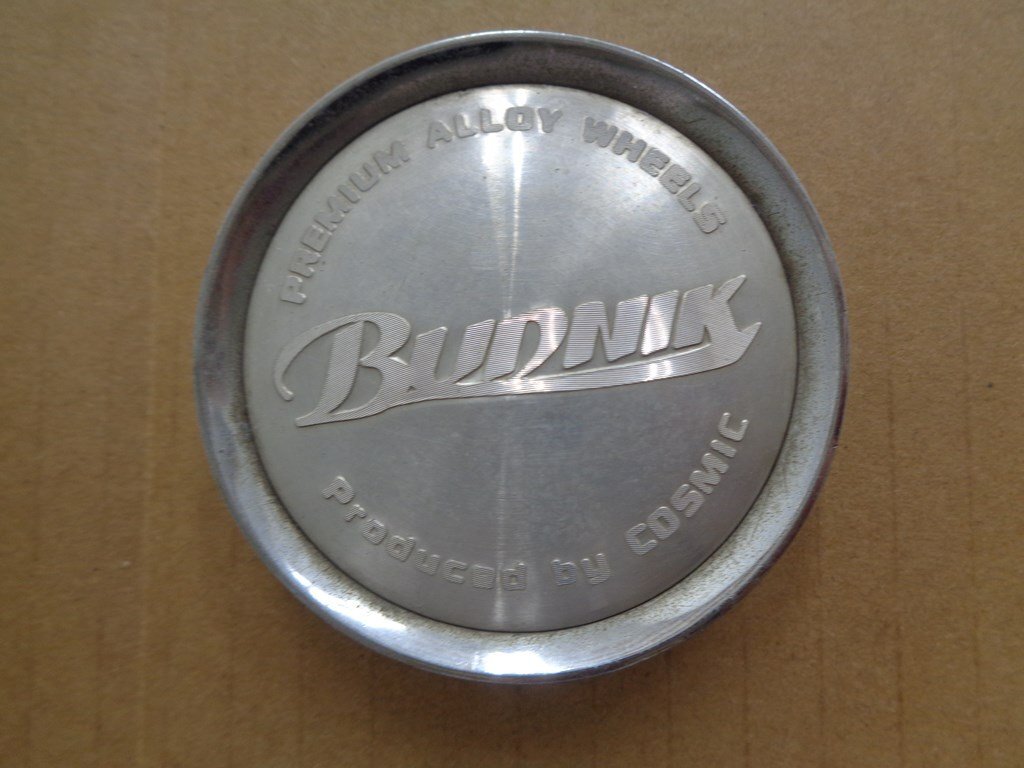 PREMIUM ALLOY WHEELS
BUDNIK
Produced by COSMIC